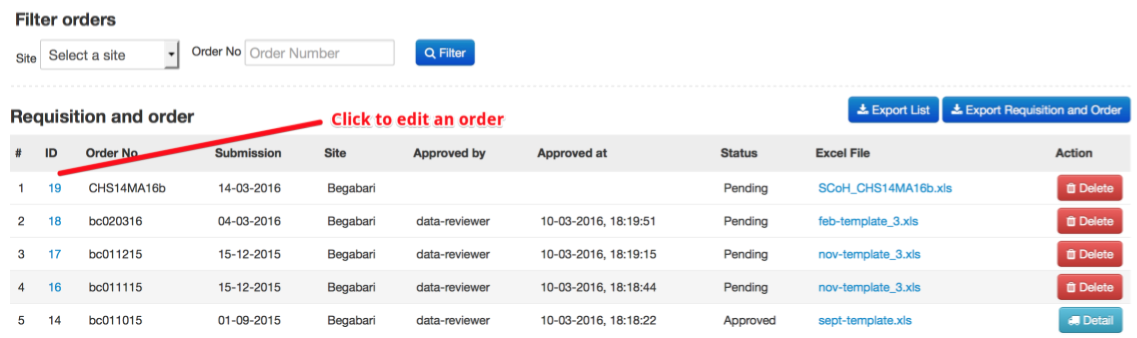 Filter orders
Site Select a site Order No Order Number Filter
Requisition and order Click to edit an order Export List Export Requisition and Order
# ID Order No Submission Site Approved by Approved at Status Excel File Action
1 19 CHS14MA16b 14-03-2016 Begabari Pending SCoH_CHS14MA16b.xls Delete
2 18 bc020316 04-03-2016 Begabari data-reviewer 10-03-2016, 18:19:51 Pending feb-template_3.xls Delete
3 17 bc011215 15-12-2015 Begabari data-reviewer 10-03-2016, 18:19:15 Pending nov-template_3.xls Delete
4 16 bc011115 15-12-2015 Begabari data-reviewer 10-03-2016, 18:18:44 Pending nov-template_3.xls Delete
5 14 bc011015 01-09-2015 Begabari data-reviewer 10-03-2016, 18:18:22 Approved sept-template.xls Detail